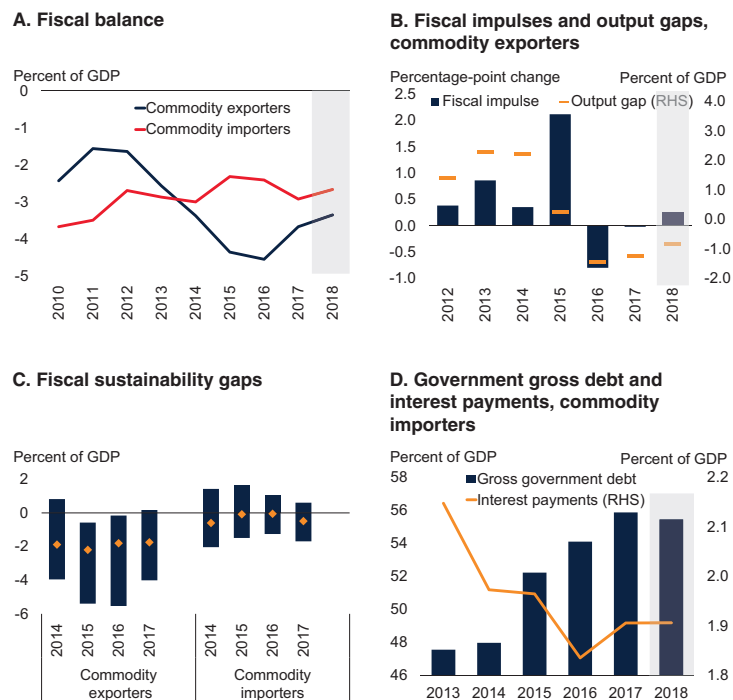 A. Fiscal balance
Percent of GDP
0
-1
-2
-3
-4
-5
Commodity exporters
Commodity importers
2010 2011 2012 2013 2014 2015 2016 2017 2018
B. Fiscal impulses and output gaps,
commodity exporters
Percentage-point change Percent of GDP
2.5
2.0
1.5
1.0
0.5
0.0
-0.5
-1.0
Fiscal impulse Output gap (RHS)
4.0
3.0
2.0
1.0
0.0
-1.0
-2.0
2012 2013 2014 2015 2016 2017 2018
C. Fiscal sustainability gaps
Percent of GDP
2
0
-2
-4
-6
2014 2015 2016 2017 2014 2015 2016 2017
Commodity
exporters
Commodity
importers
D. Government gross debt and
interest payments, commodity
importers
Percent of GDP Percent of GDP
58
56
54
52
50
48
46
Gross government debt
Interest payments (RHS)
2.2
2.1
2.0
1.9
1.8
2013 2014 2015 2016 2017 2018